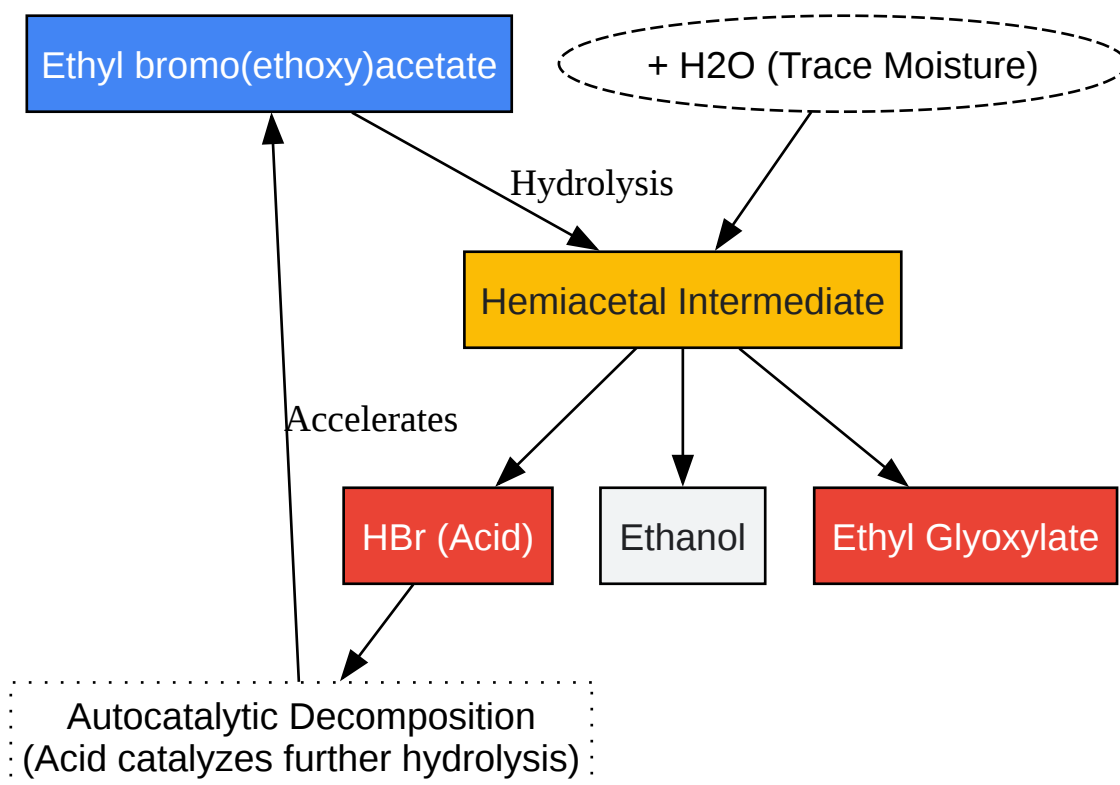 Ethyl bromo(ethoxy)acetate
+ H2O (Trace Moisture)
Hydrolysis
Hemiacetal Intermediate
Accelerates
HBr (Acid)
Ethanol
Ethyl Glyoxylate
Autocatalytic Decomposition
(Acid catalyzes further hydrolysis)